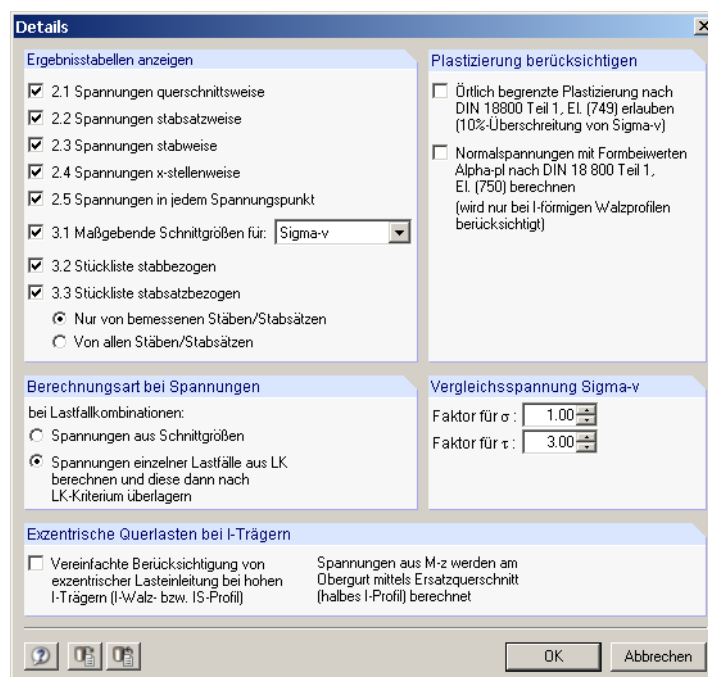 Details
Ergebnisstabellen anzeigen
2.1 Spannungen querschnittsweise
2.2 Spannungen stabsatzweise
2.3 Spannungen stabweise
2.4 Spannungen x-stellenweise
2.5 Spannungen in jedem Spannungspunkt
3.1 Maßgebende Schnittgrößen für: Sigma-v
3.2 Stückliste stabbezogen
3.3 Stückliste stabsatzbezogen
Nur von bemessenen Stäben/Stabsätzen
Von allen Stäben/Stabsätzen
Plastizierung berücksichtigen
Örtlich begrenzte Plastizierung nach
DIN 18800 Teil 1, El. (749) erlauben
(10%-Überschreitung von Sigma-v)
Normalspannungen mit Formbeiwerten
Alpha-pl nach DIN 18 800 Teil 1,
El. (750) berechnen
(wird nur bei I-förmigen Walzprofilen
berücksichtigt)
Berechnungsart bei Spannungen
bei Lastfallkombinationen:
Spannungen aus Schnittgrößen
Spannungen einzelner Lastfälle aus LK
berechnen und diese dann nach
LK-Kriterium überlagern
Vergleichsspannung Sigma-v
Faktor für σ : 1.00
Faktor für τ : 3.00
Exzentrische Querlasten bei I-Trägern
Vereinfachte Berücksichtigung von
exzentrischer Lasteinleitung bei hohen
I-Trägern (I-Walz- bzw. IS-Profil)
Spannungen aus M-z werden am
Obergurt mittels Ersatzquerschnitt
(halbes I-Profil) berechnet
OK
Abbrechen